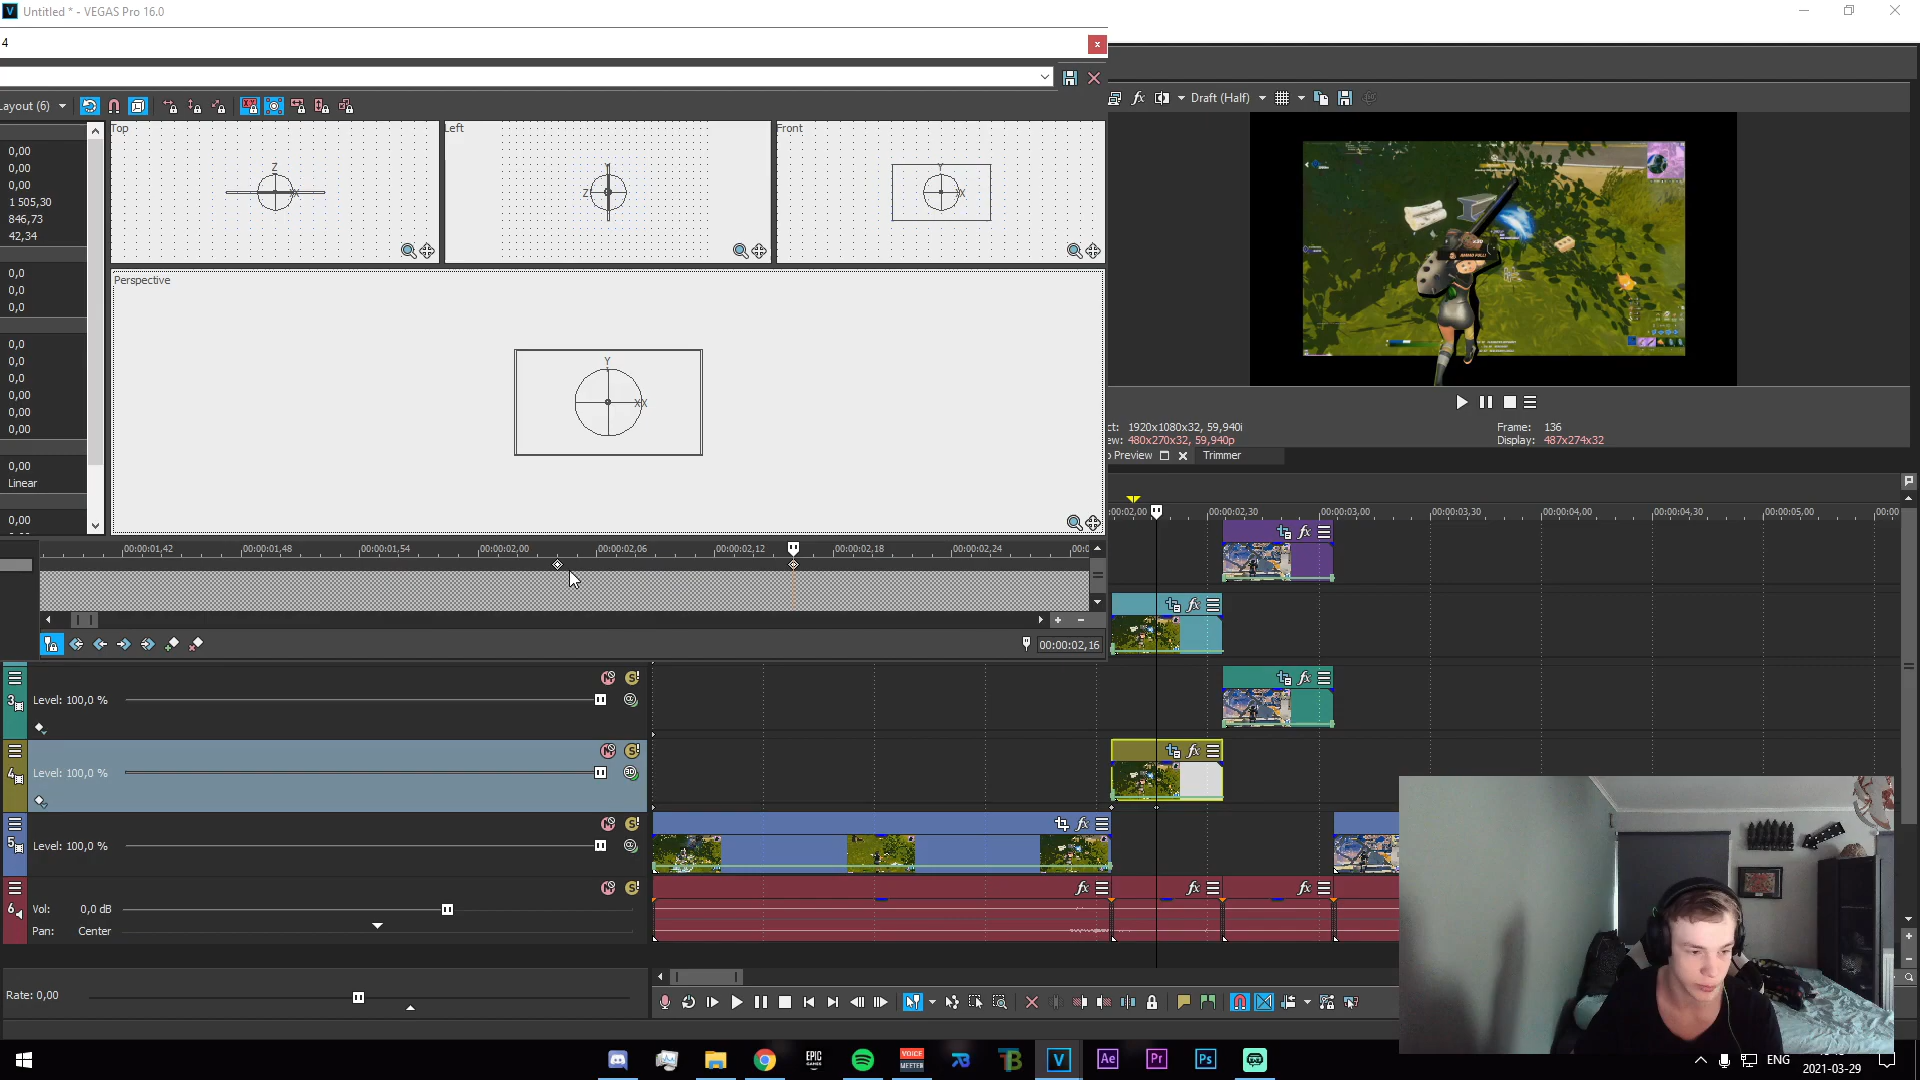 Untitled * - VEGAS Pro 16.0
4
Layout (6)
Draft (Half)
Top
Left
Front
Z
X
Y
Z
Y
X
0,00
0,00
0,00
1 505,30
846,73
42,34
0,0
0,0
0,0
0,0
0,0
0,0
0,00
0,00
0,00
0,00
Linear
0,00
Perspective
Y
XX
1920x1080x32, 59,940i
Frame: 136
480x270x32, 59,940p
Display: 487x274x32
Preview
Trimmer
:00:02,00
00:00:02,30
00:00:03,00
00:00:03,30
00:00:04,00
00:00:04,30
00:00:05,00
00:00
00:00:01,42
00:00:01,48
00:00:01,54
00:00:02,00
00:00:02,06
00:00:02,12
00:00:02,18
00:00:02,24
00:00:02,16
3
Level: 100,0 %
4
Level: 100,0 %
5
Level: 100,0 %
6
Vol: 0,0 dB
Pan: Center
Rate: 0,00
EPIC GAMES
VOICE MEETER
V
Ae
Pr
Ps
ENG
2021-03-29